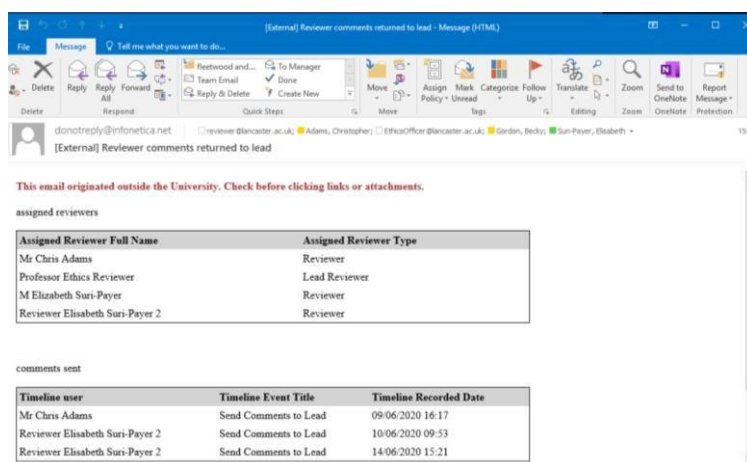 [External] Reviewer comments returned to lead - Message (HTML)
File Message Tell me what you want to do...
Delete Reply Reply All Forward
fleetwood and... To Manager
Team Email Done
Reply & Delete Create New
Move Assign Policy Mark Unread Categorize Follow Up Translate Zoom Send to OneNote Report Message
Delete Respond Quick Steps Move Tags Editing Zoom OneNote Protection
donotreply@infonetica.net reviewer@lancaster.ac.uk; Adams, Christopher; EthicsOfficer@lancaster.ac.uk; Gordon, Becky; Suri-Payer, Elisabeth
[External] Reviewer comments returned to lead
This email originated outside the University. Check before clicking links or attachments.
assigned reviewers
Assigned Reviewer Full Name Assigned Reviewer Type
Mr Chris Adams Reviewer
Professor Ethics Reviewer Lead Reviewer
M Elizabeth Suri-Payer Reviewer
Reviewer Elisabeth Suri-Payer 2 Reviewer
comments sent
Timeline user Timeline Event Title Timeline Recorded Date
Mr Chris Adams Send Comments to Lead 09/06/2020 16:17
Reviewer Elisabeth Suri-Payer 2 Send Comments to Lead 10/06/2020 09:53
Reviewer Elisabeth Suri-Payer 2 Send Comments to Lead 14/06/2020 15:21